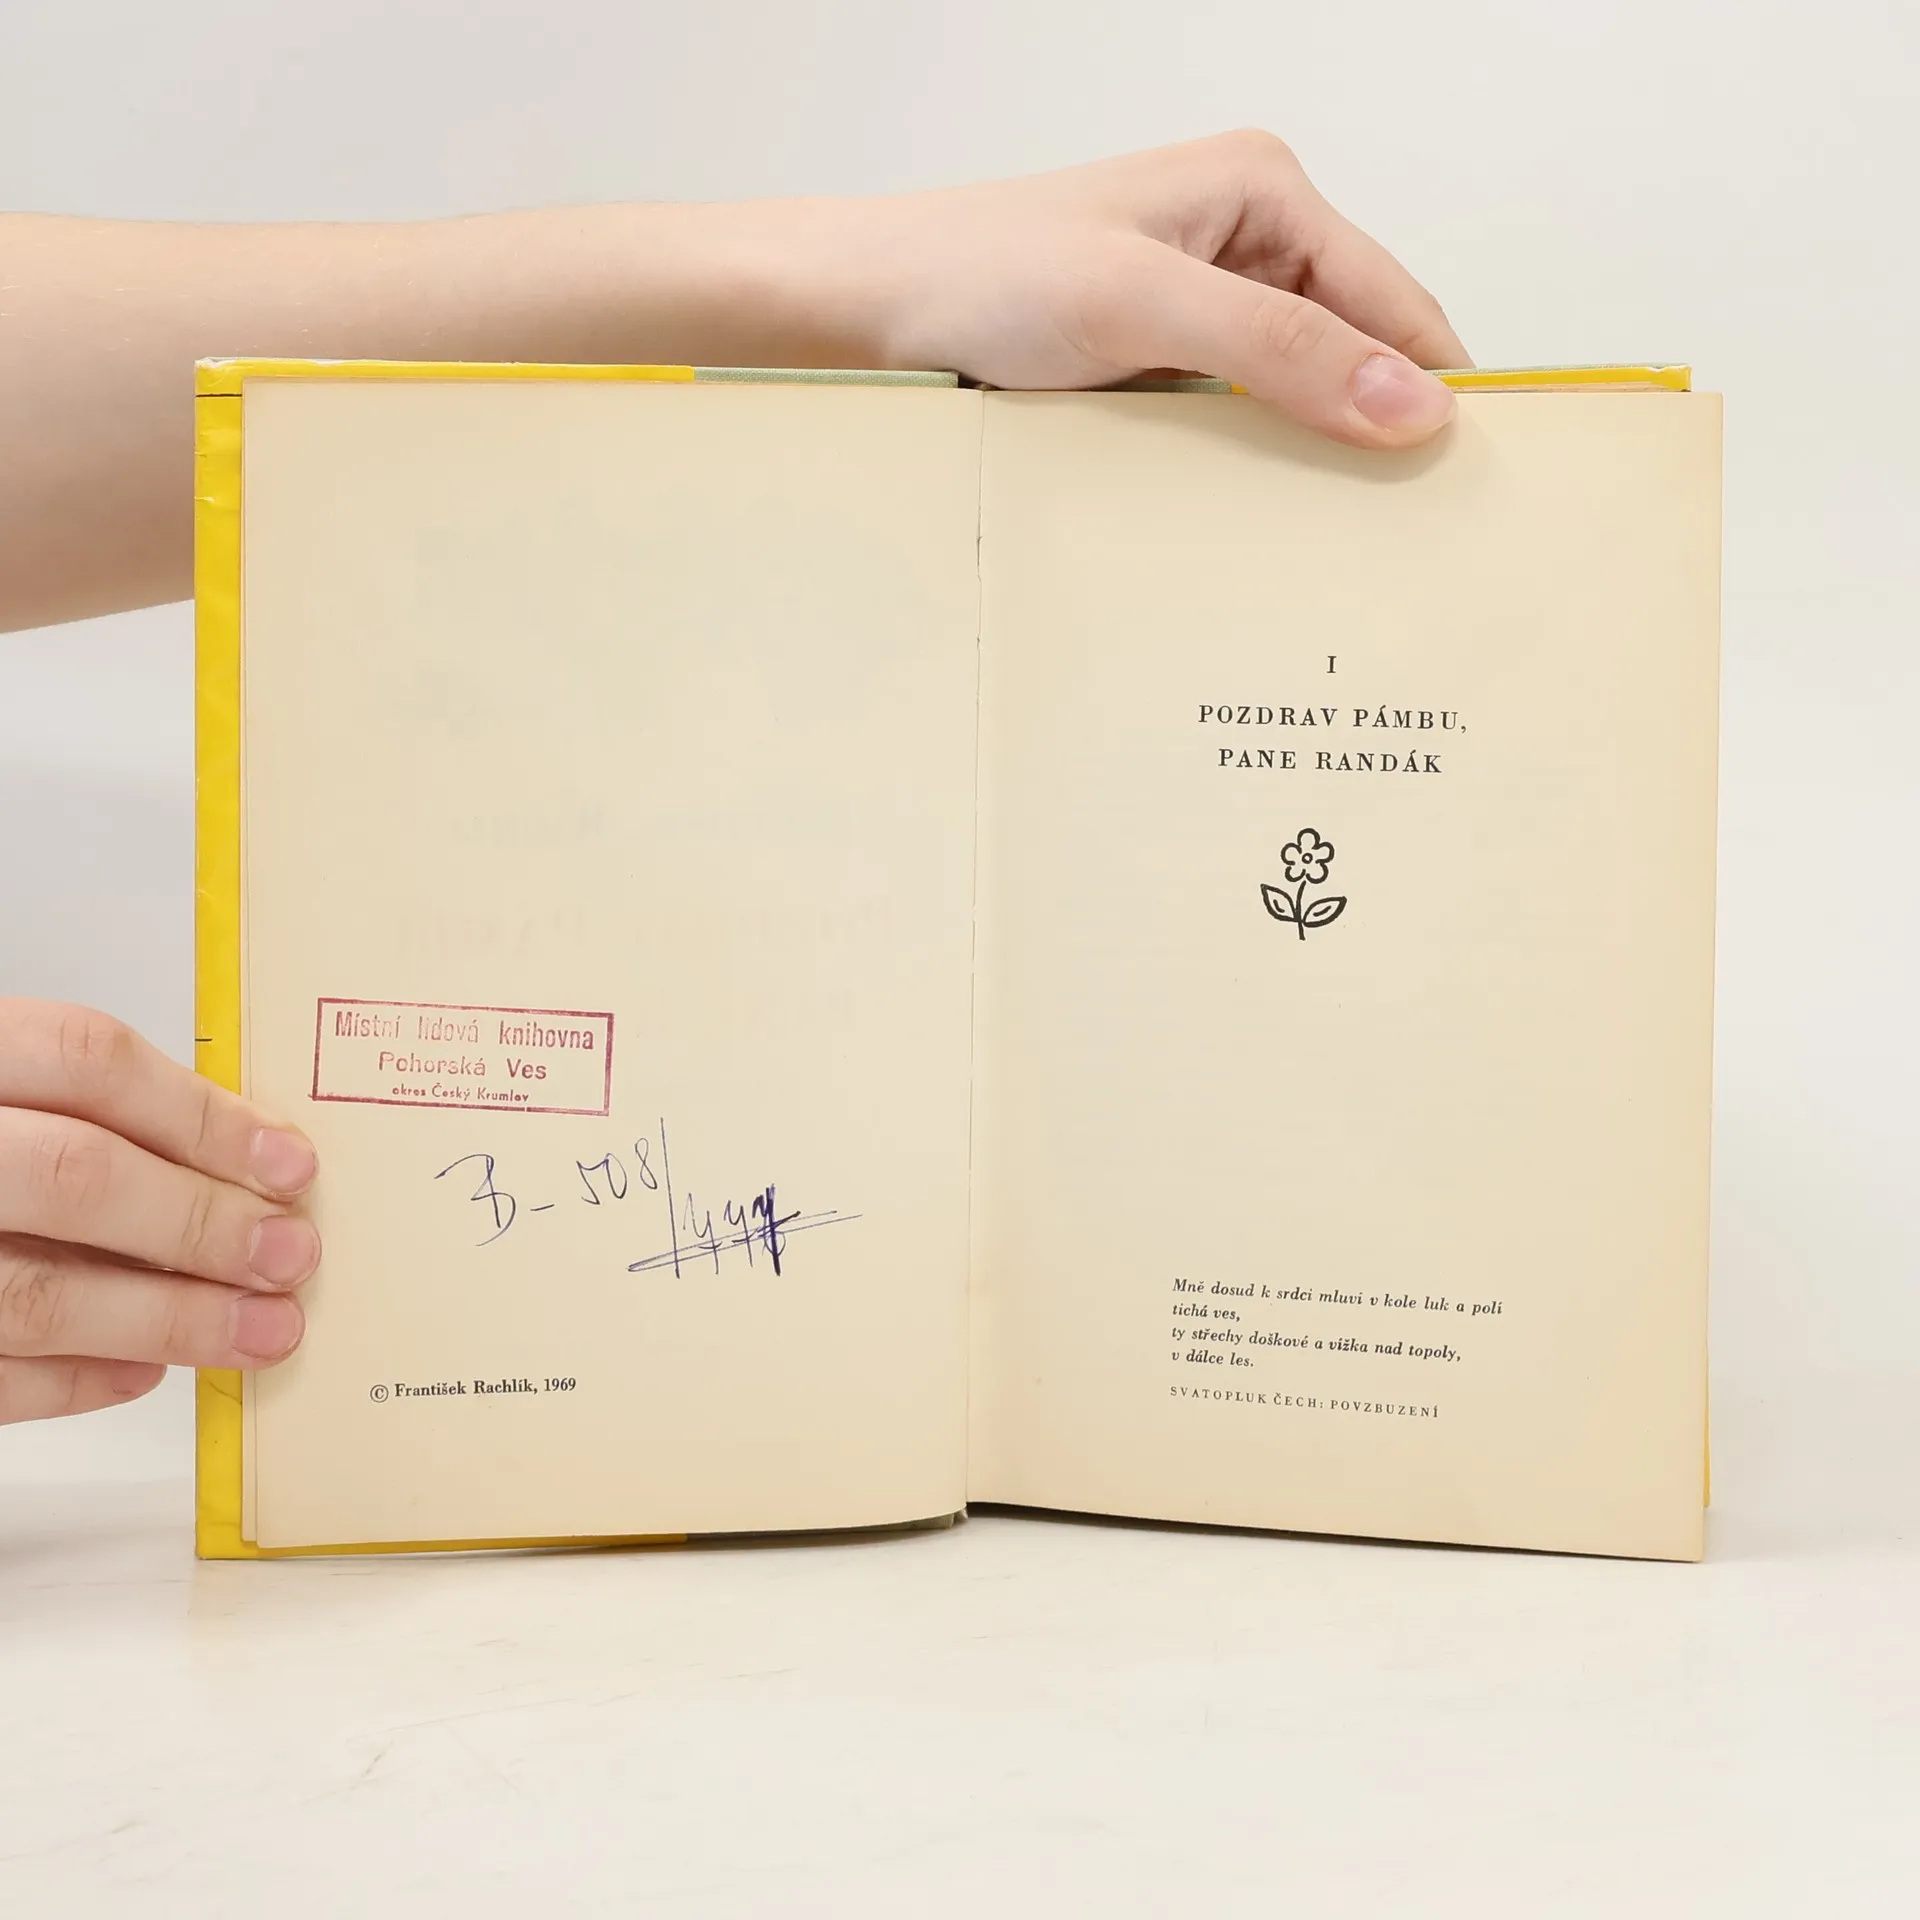 Místní lidová knihovna
Pohorská Ves
okres Český Krumlov
B - 508/
© František Rachlík, 1969
I
POZDRAV PÁMBU,
PANE RANDÁK
Mně dosud k srdci mluví v kole luk a polí
tichá ves,
ty střechy doškové a vížka nad topoly,
v dálce les.
SVATOPLUK ČECH: POVZBUZENÍ